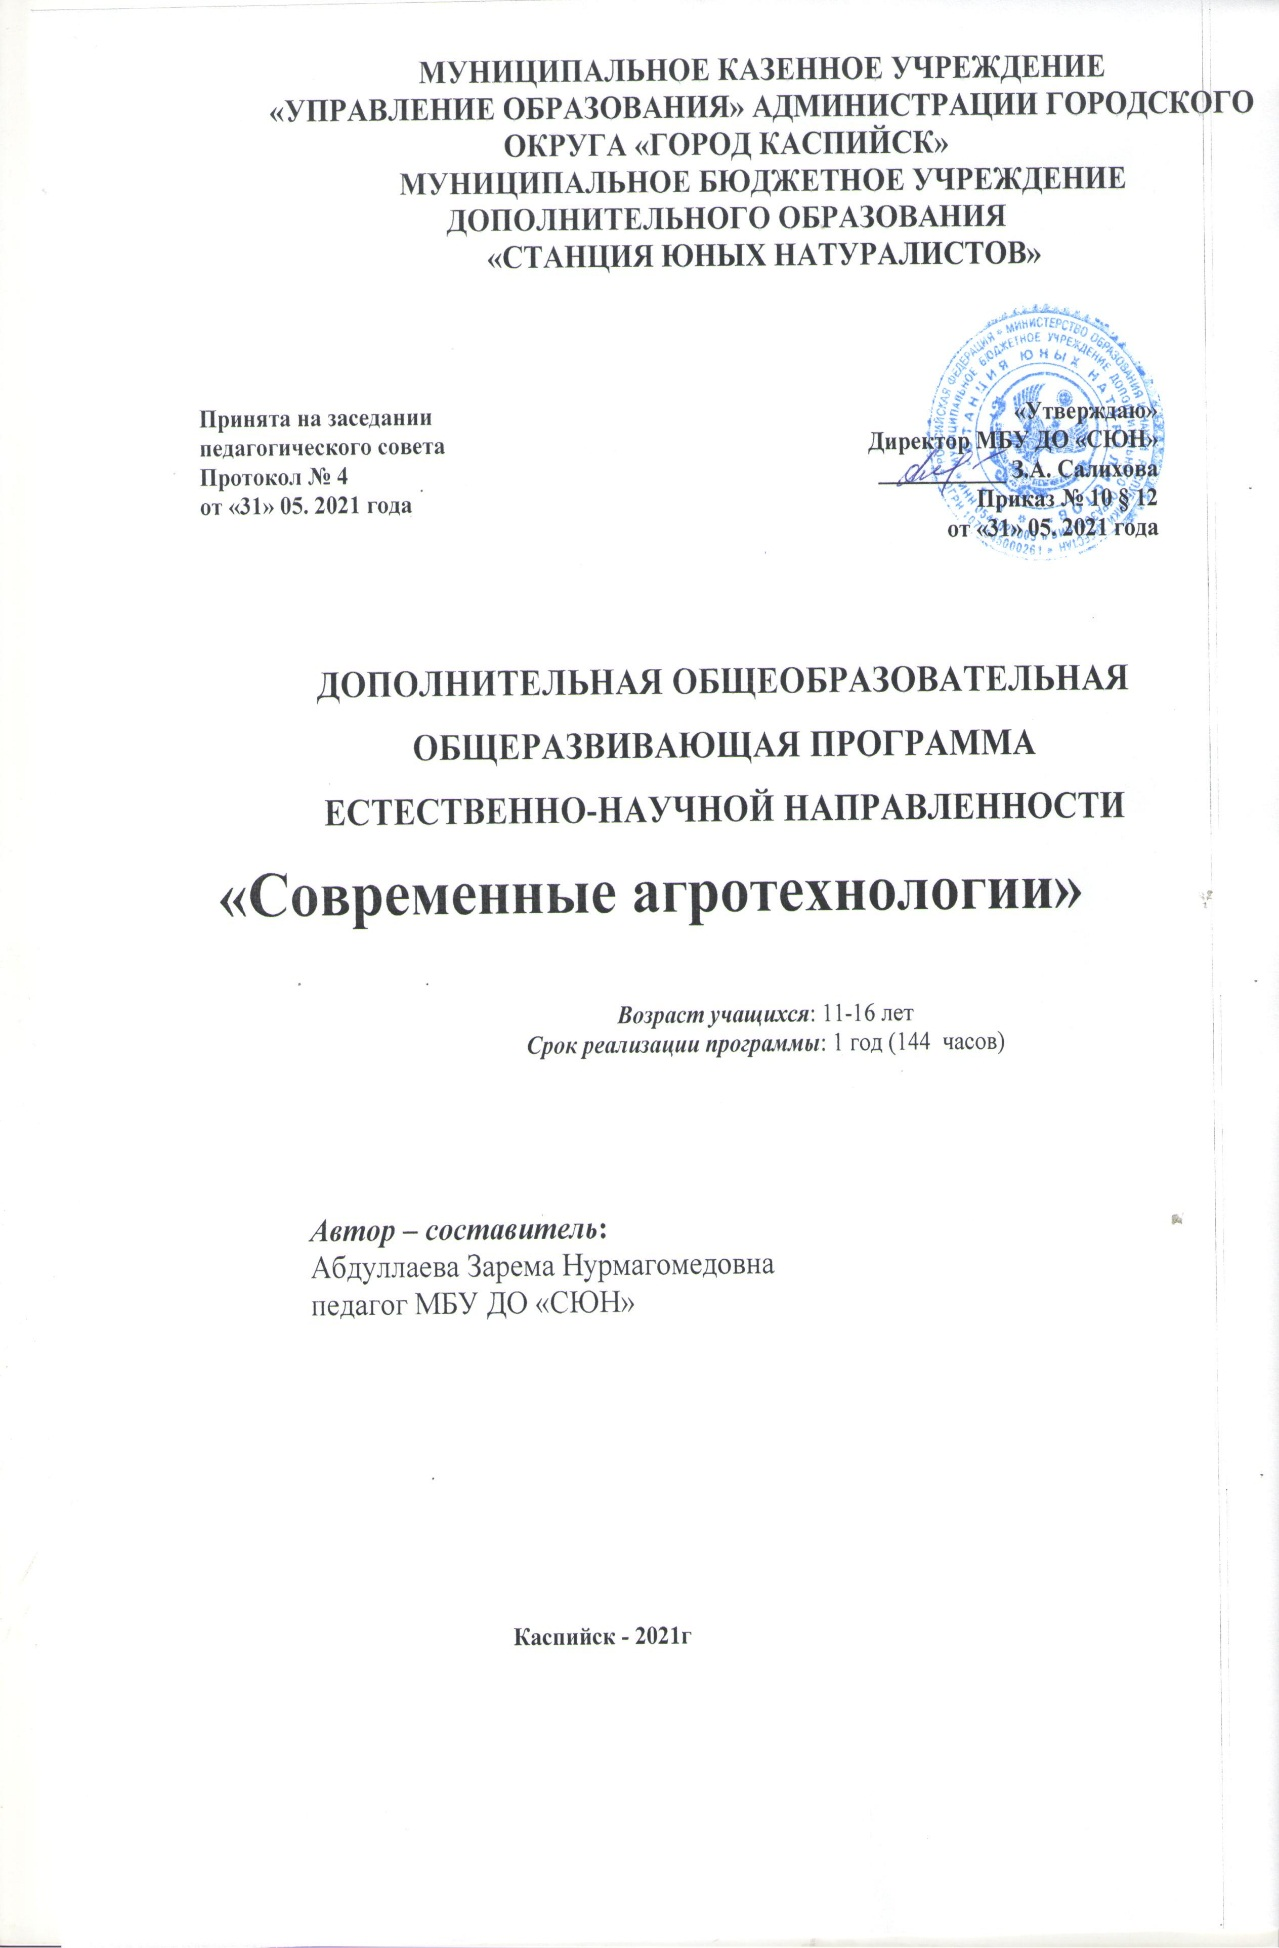 МУНИЦИПАЛЬНОЕ КАЗЕННОЕ УЧРЕЖДЕНИЕ
«УПРАВЛЕНИЕ ОБРАЗОВАНИЯ» АДМИНИСТРАЦИИ ГОРОДСКОГО
ОКРУГА «ГОРОД КАСПИЙСК»
МУНИЦИПАЛЬНОЕ БЮДЖЕТНОЕ УЧРЕЖДЕНИЕ
ДОПОЛНИТЕЛЬНОГО ОБРАЗОВАНИЯ
«СТАНЦИЯ ЮНЫХ НАТУРАЛИСТОВ»
Принята на заседании
педагогического совета
Протокол № 4
от «31» 05. 2021 года
«Утверждаю»
Директор МБУ ДО «СЮН»
З.А. Салихова
Приказ № 10 § 12
от «31» 05. 2021 года
ДОПОЛНИТЕЛЬНАЯ ОБЩЕОБРАЗОВАТЕЛЬНАЯ
ОБЩЕРАЗВИВАЮЩАЯ ПРОГРАММА
ЕСТЕСТВЕННО-НАУЧНОЙ НАПРАВЛЕННОСТИ
«Современные агротехнологии»
Возраст учащихся: 11-16 лет
Срок реализации программы: 1 год (144 часов)
Автор – составитель:
Абдуллаева Зарема Нурмагомедовна
педагог МБУ ДО «СЮН»
Каспийск - 2021г